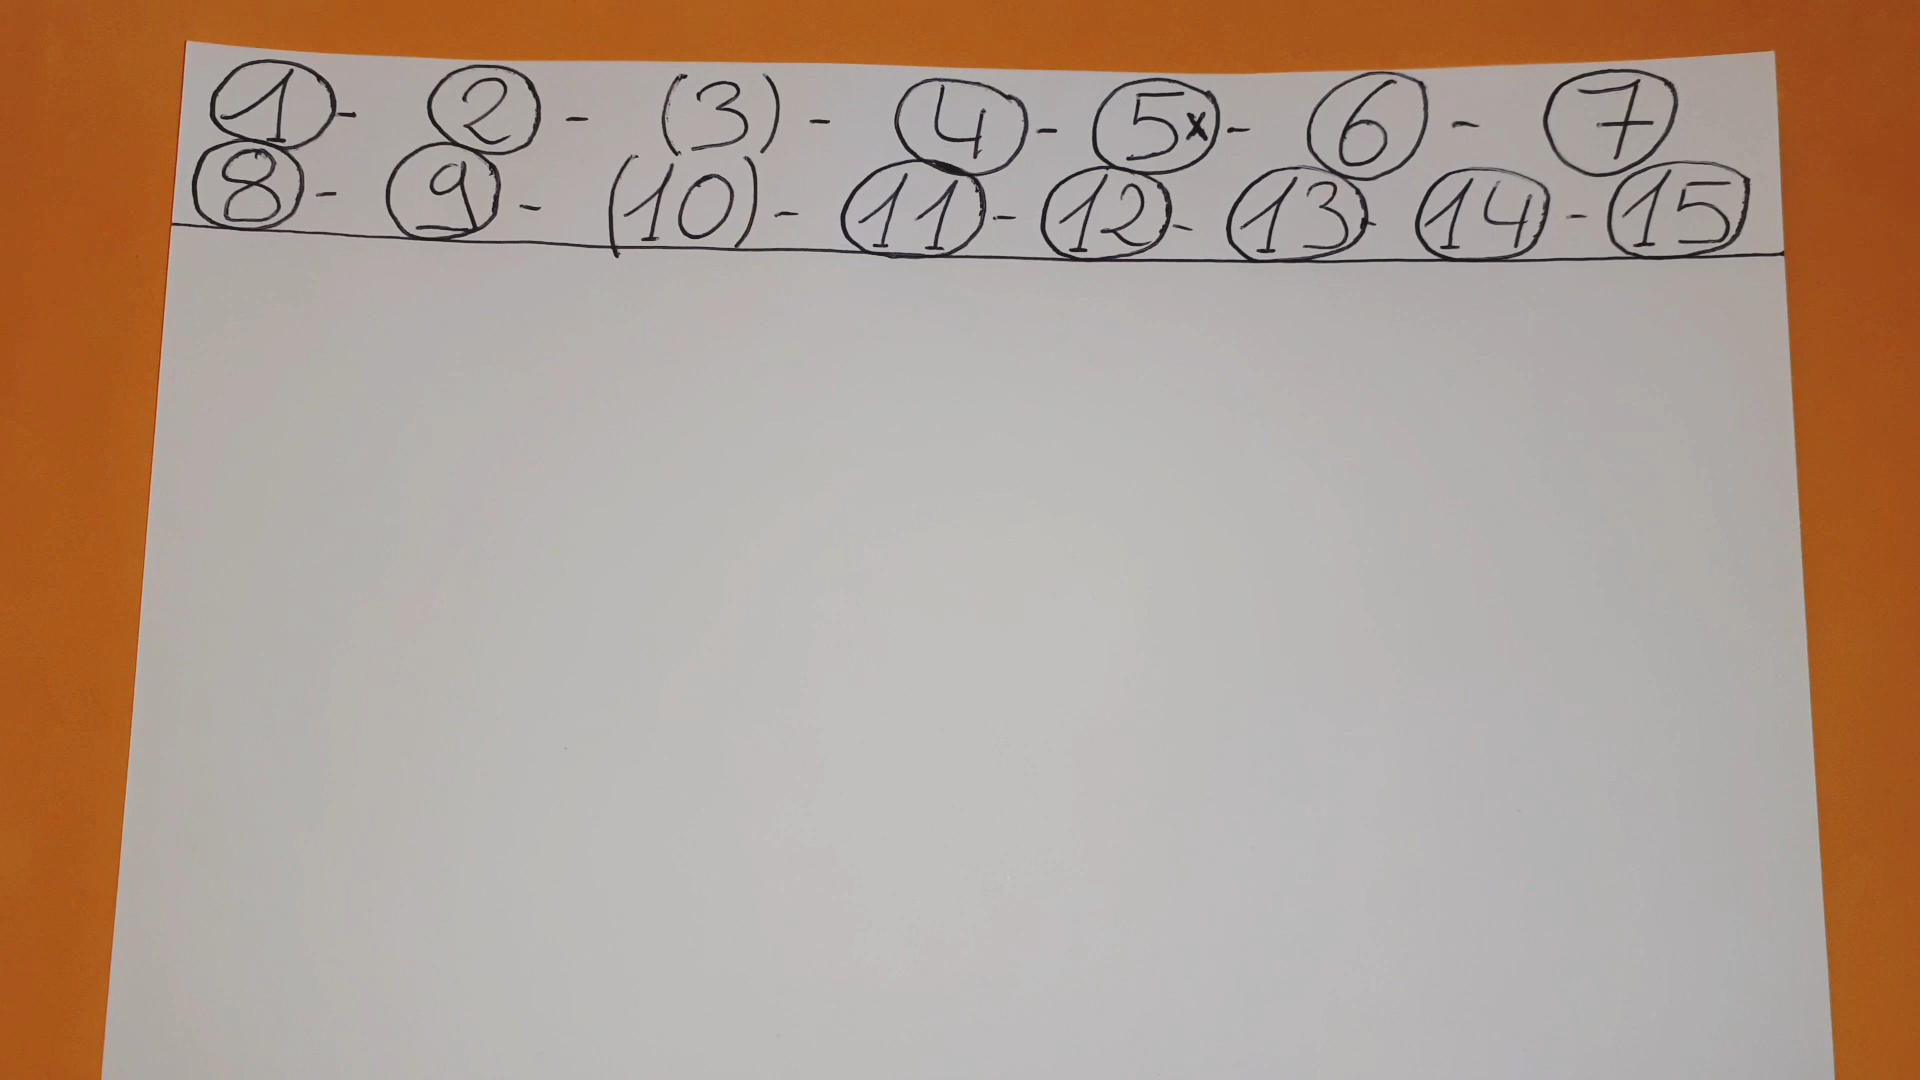 1 - 2 - (3) - 4 - 5x - 6 - 7
8 - 9 - (10) - 11 - 12 - 13 - 14 - 15